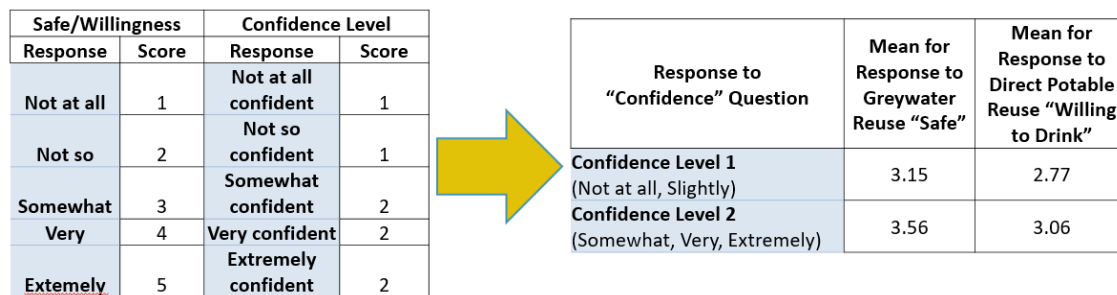 Safe/Willingness Confidence Level
Response Score Response Score
Not at all 1 Not at all confident 1
Not so 2 Not so confident 1
Somewhat 3 Somewhat confident 2
Very 4 Very confident 2
Extemely 5 Extremely confident 2
Response to
“Confidence” Question
Mean for
Response to
Greywater
Reuse “Safe”
Mean for
Response to
Direct Potable
Reuse “Willing
to Drink”
Confidence Level 1
(Not at all, Slightly) 3.15 2.77
Confidence Level 2
(Somewhat, Very, Extremely) 3.56 3.06